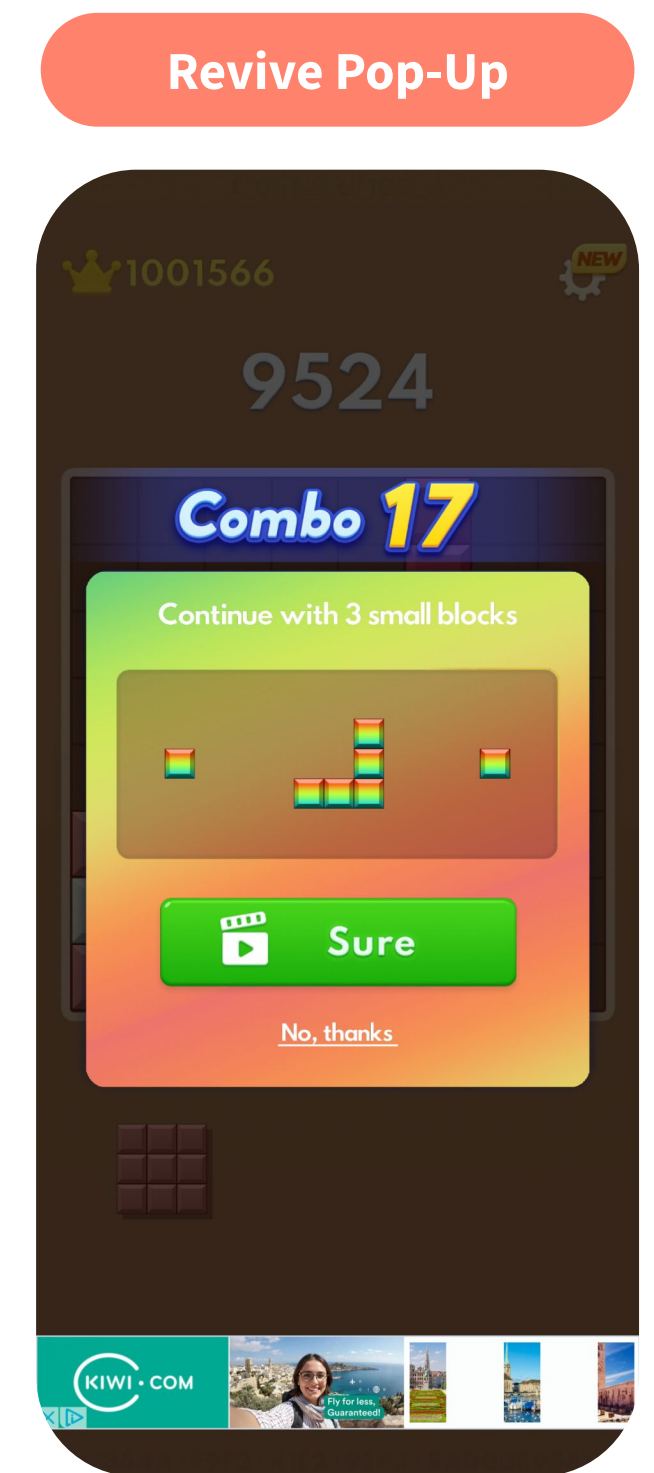 Revive Pop-Up
1001566
NEW
9524
Combo 17
Continue with 3 small blocks
Sure
No, thanks
KIWI·COM
Fly for less,
Guaranteed!